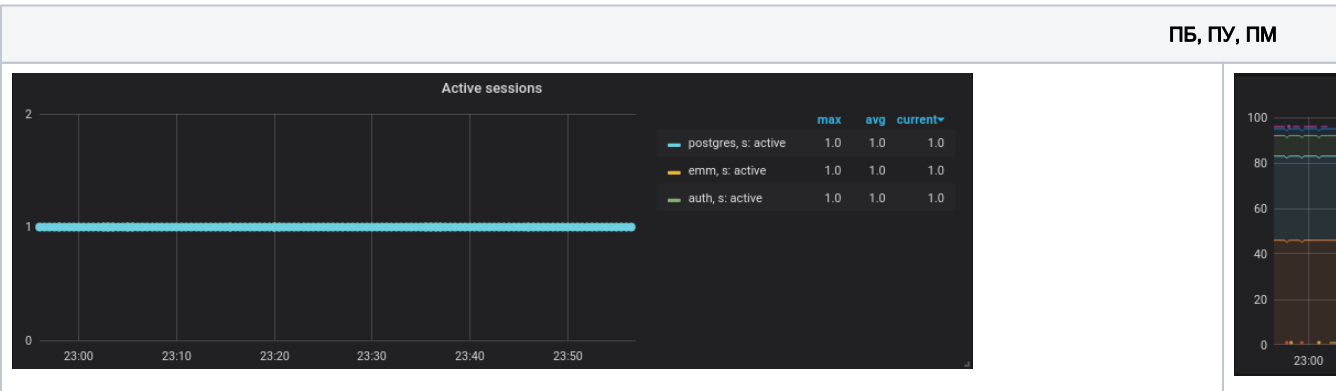 ПБ, ПУ, ПМ
Active sessions
2
1
0
23:00 23:10 23:20 23:30 23:40 23:50
max avg current
postgres, s: active 1.0 1.0 1.0
emm, s: active 1.0 1.0 1.0
auth, s: active 1.0 1.0 1.0
100
80
60
40
20
0
23:00